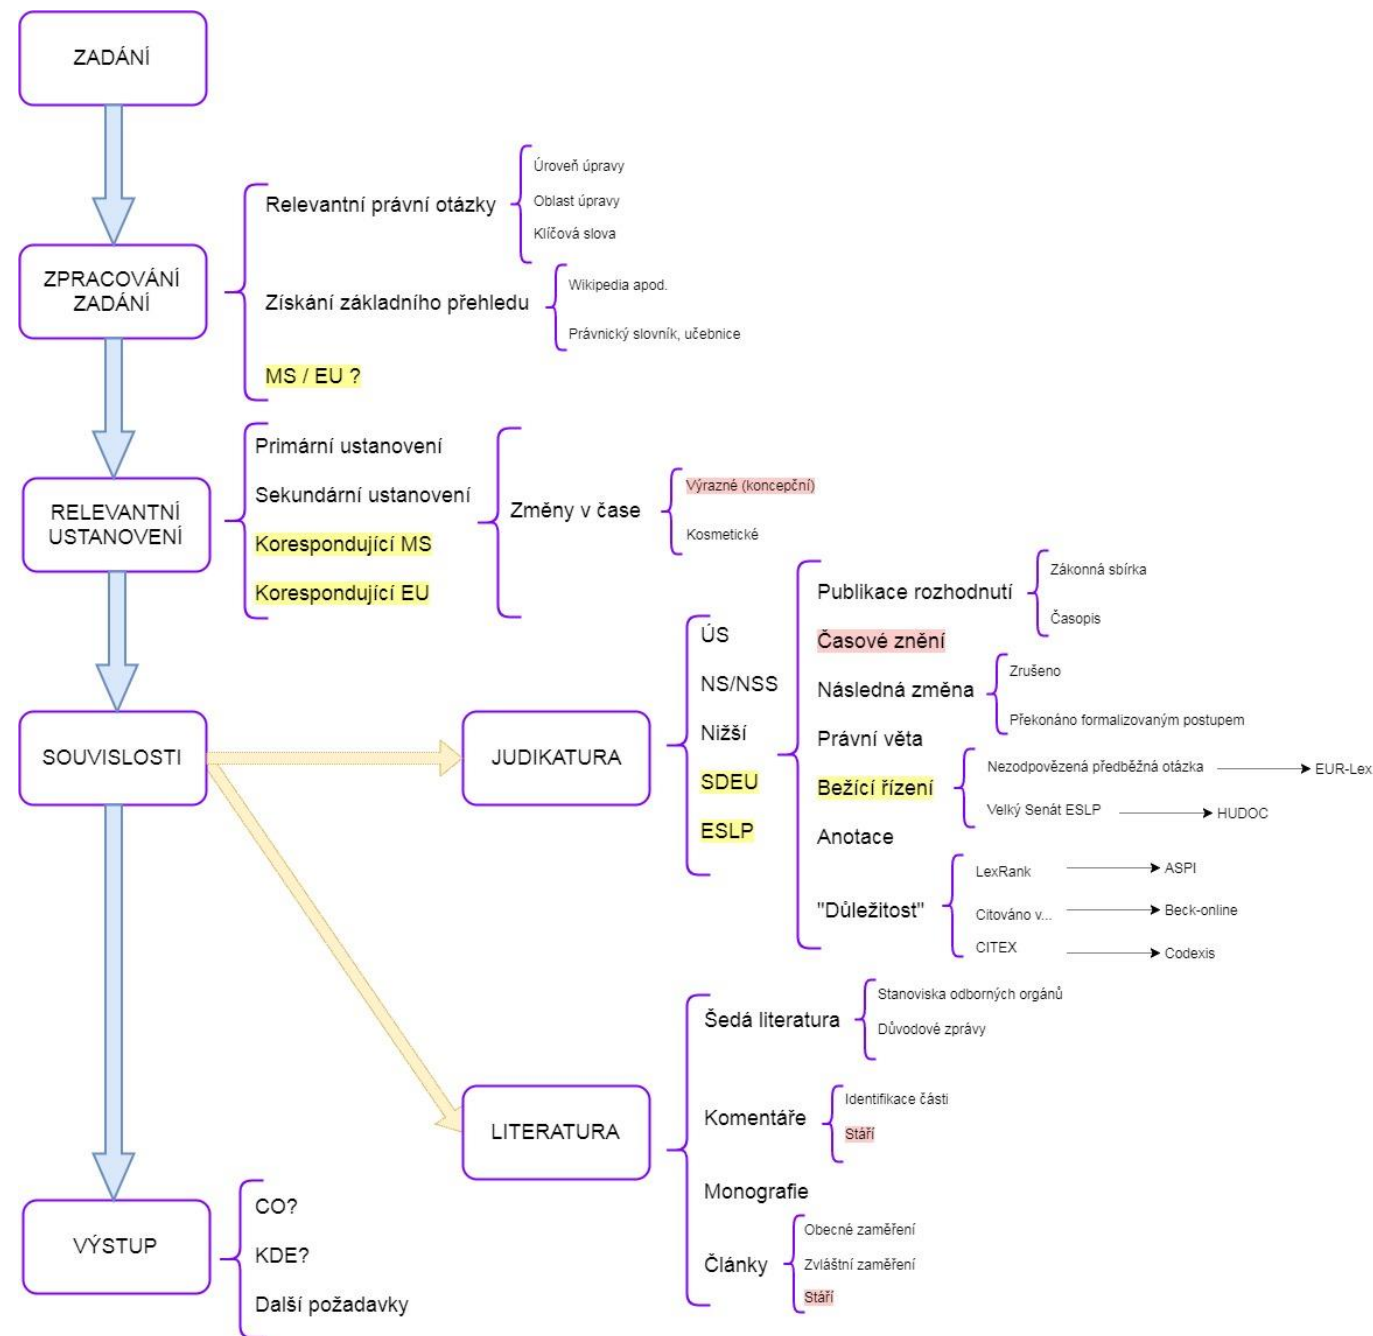 ZADÁNÍ
ZPRACOVÁNÍ
ZADÁNÍ
Relevantní právní otázky
Úroveň úpravy
Oblast úpravy
Klíčová slova
Získání základního přehledu
Wikipedia apod.
Právnický slovník, učebnice
MS / EU ?
RELEVANTNÍ
USTANOVENÍ
Primární ustanovení
Sekundární ustanovení
Korespondující MS
Korespondující EU
Změny v čase
Výrazné (koncepční)
Kosmetické
SOUVISLOSTI
JUDIKATURA
ÚS
NS/NSS
Nižší
SDEU
ESLP
Publikace rozhodnutí
Zákonná sbírka
Časopis
Časové znění
Následná změna
Zrušeno
Překonáno formalizovaným postupem
Právní věta
Bežící řízení
Nezodpovězená předběžná otázka
EUR-Lex
Velký Senát ESLP
HUDOC
Anotace
"Důležitost"
LexRank
ASPI
Citováno v...
Beck-online
CITEX
Codexis
LITERATURA
Šedá literatura
Stanoviska odborných orgánů
Důvodové zprávy
Komentáře
Identifikace části
Stáří
Monografie
Články
Obecné zaměření
Zvláštní zaměření
Stáří
VÝSTUP
CO?
KDE?
Další požadavky